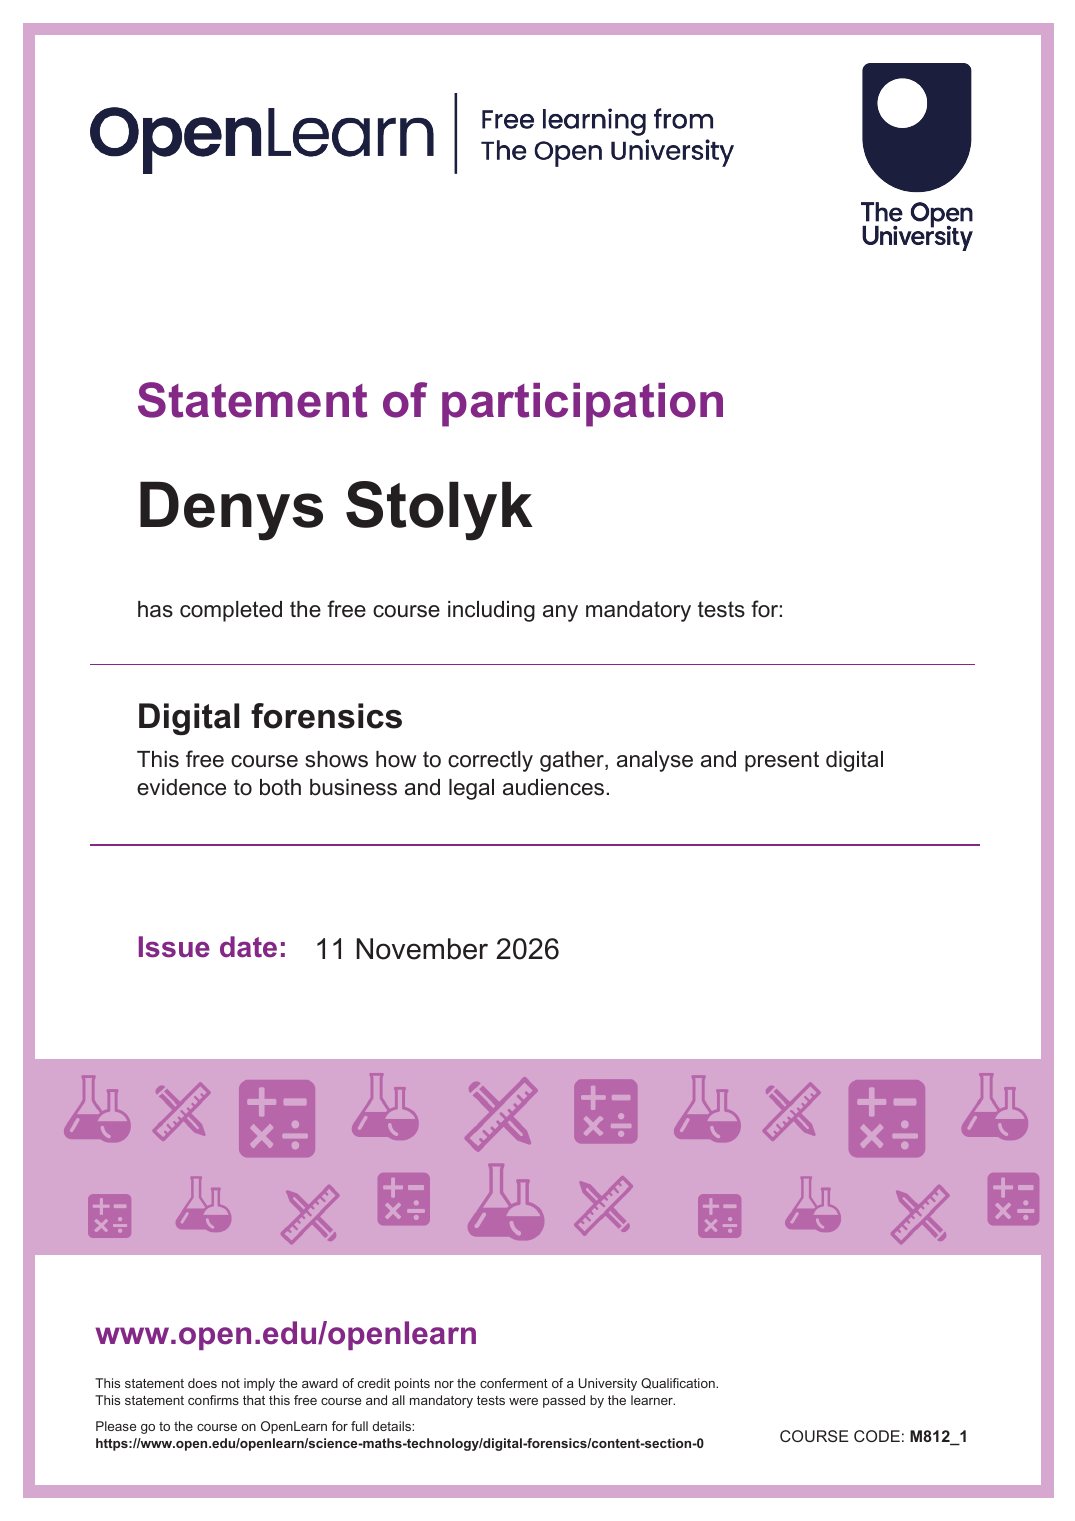 OpenLearn
Free learning from
The Open University
The Open
University
Statement of participation
Denys Stolyk
has completed the free course including any mandatory tests for:
Digital forensics
This free course shows how to correctly gather, analyse and present digital
evidence to both business and legal audiences.
Issue date: 11 November 2026
www.open.edu/openlearn
This statement does not imply the award of credit points nor the conferment of a University Qualification.
This statement confirms that this free course and all mandatory tests were passed by the learner.
Please go to the course on OpenLearn for full details:
https://www.open.edu/openlearn/science-maths-technology/digital-forensics/content-section-0
COURSE CODE: M812_1